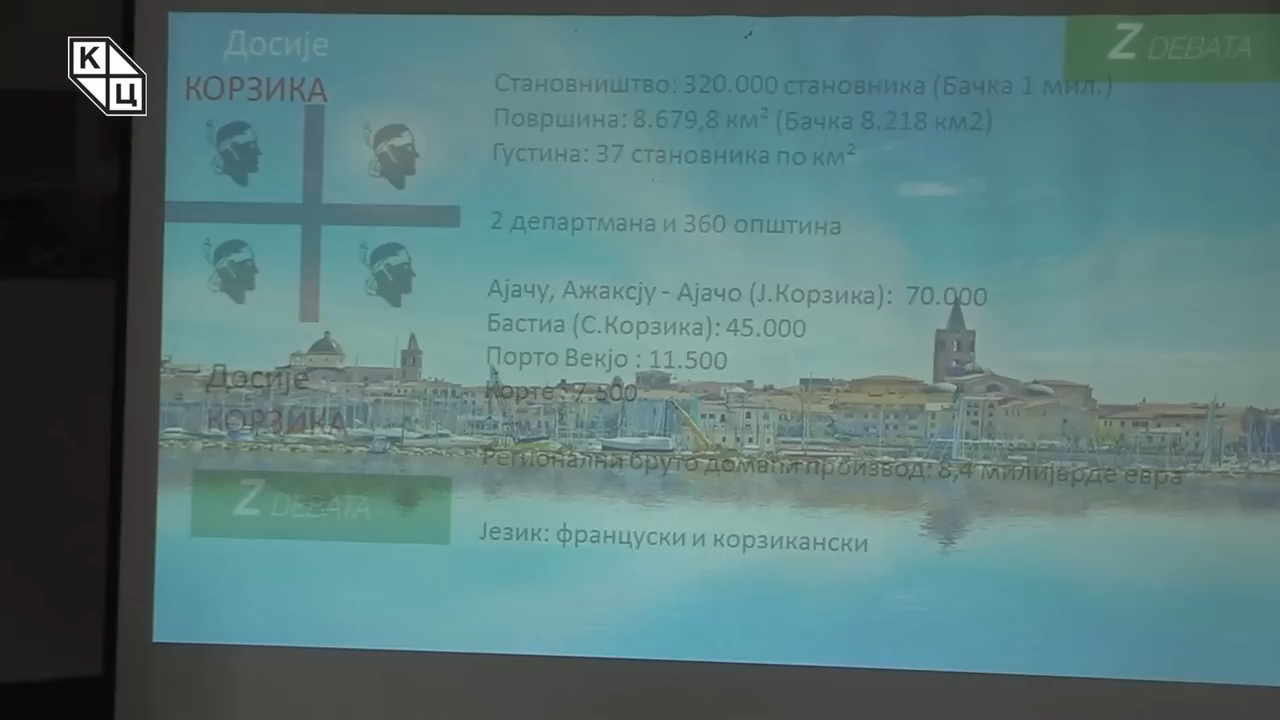 КЦ
Досије
КОРЗИКА
Z DEBATA
Становништво: 320.000 становника (Бачка 1 мил.)
Површина: 8.679,8 км² (Бачка 8.218 км2)
Густина: 37 становника по км²
2 департмана и 360 општина
Ајачу, Ажаксју - Ајачо (Ј.Корзика): 70.000
Бастиа (С.Корзика): 45.000
Порто Векјо : 11.500
Корте : 7.500
Досије
КОРЗИКА
Регионални бруто домаћи производ: 8,4 милијврде евра
Z DEBATA
Језик: француски и корзикански